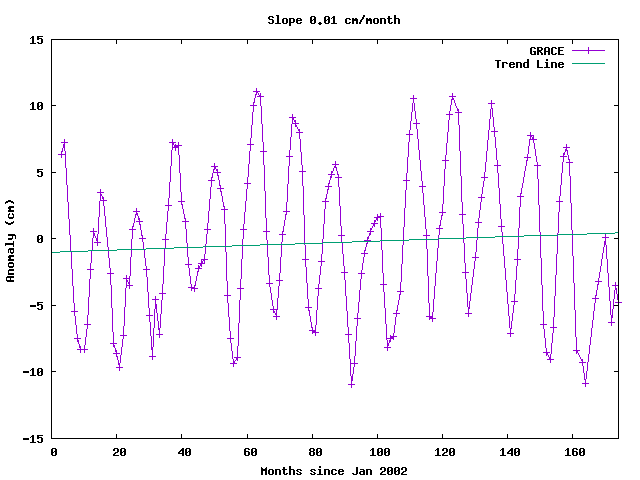 Slope 0.01 cm/month
GRACE
Trend Line
15
10
5
0
-5
-10
-15
Anomaly (cm)
0 20 40 60 80 100 120 140 160
Months since Jan 2002